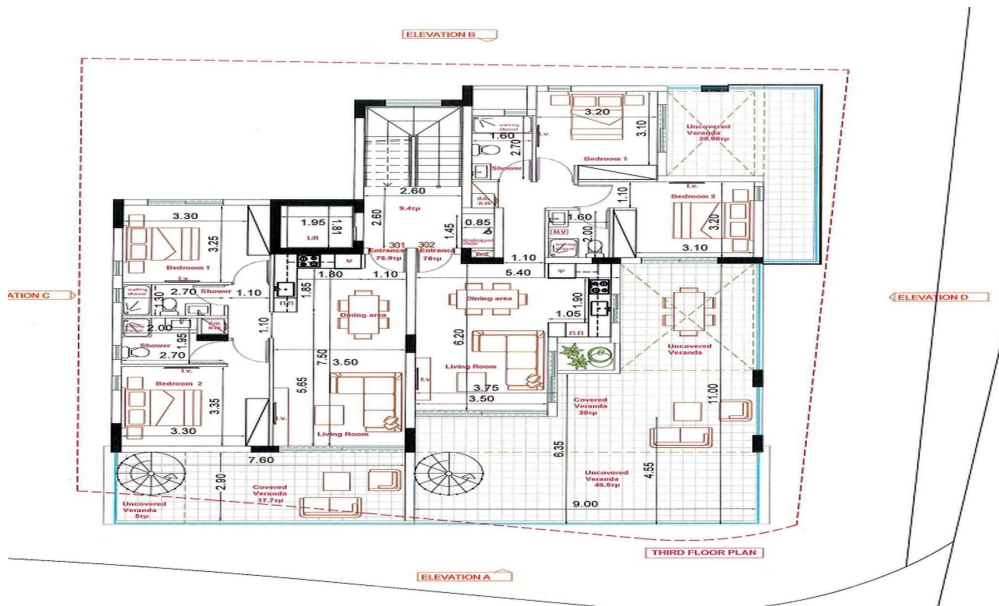 ELEVATION B
3.20
3.10
Bedroom 1
t.v.
Uncovered
Veranda
1.60
2.70
Shower
2.60
9.4τμ
2.60
1.45
0.85
1.10
t.v.
Bedroom 2
3.20
3.10
1.60
2.00
M.V
1.95
1.81
Lift
301
302
Entrance
76.9τμ
Entrance
78τμ
3.30
3.25
Bedroom 1
t.v.
1.10
1.80
1.10
1.85
Ψ
Π.Π
Dining area
1.10
5.40
Ψ
Dining area
1.90
1.05
Π.Π
6.20
ATION C
ELEVATION D
walking
shower
2.70
Shower
1.30
2.00
1.95
Shower
2.70
1.10
t.v.
Bedroom 2
3.35
3.30
7.50
3.50
5.65
t.v.
Living Room
Living Room
t.v.
3.75
3.50
Uncovered
Veranda
11.00
Covered
Veranda
20τμ
6.35
4.55
Uncovered
Veranda
46.9τμ
9.00
7.60
2.90
Covered
Veranda
17.7τμ
Uncovered
Veranda
5τμ
THIRD FLOOR PLAN
ELEVATION A